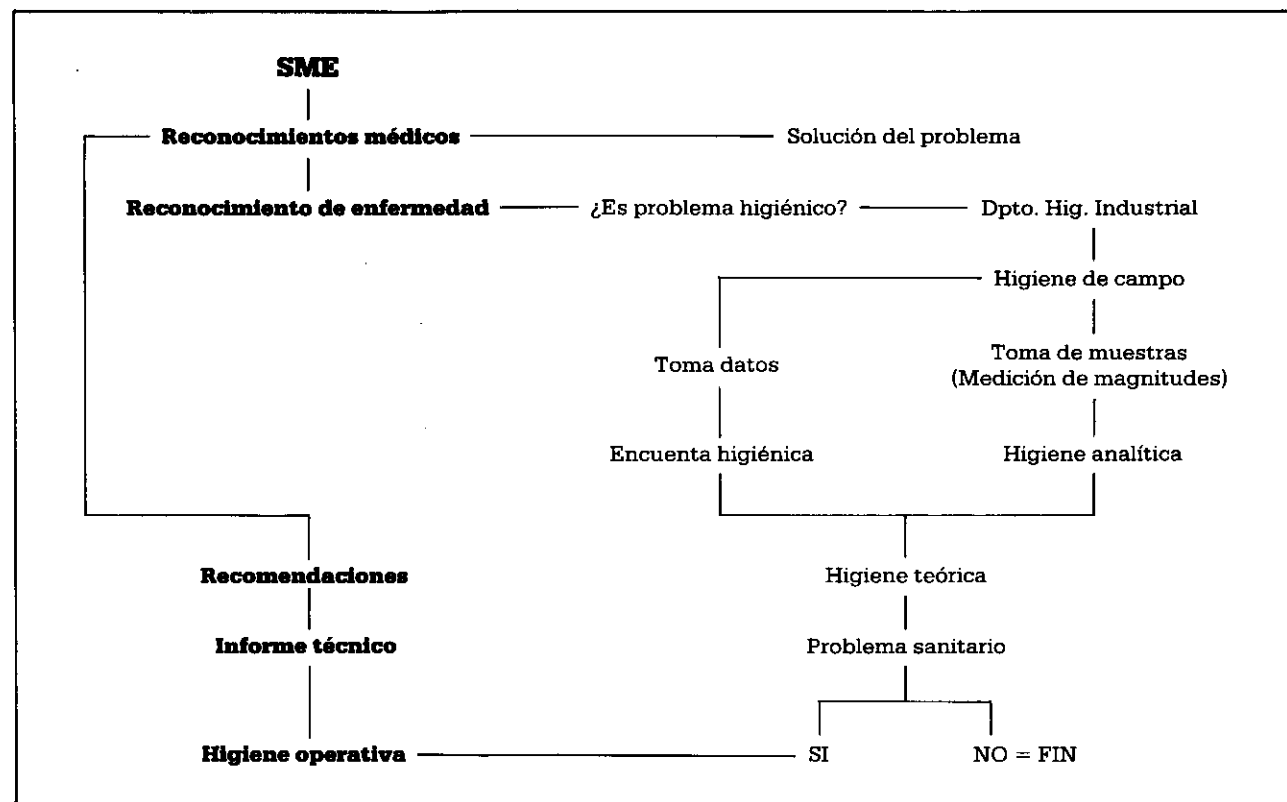 SME
Reconocimientos médicos
Solución del problema
Reconocimiento de enfermedad
¿Es problema higiénico?
Dpto. Hig. Industrial
Higiene de campo
Toma datos
Toma de muestras
(Medición de magnitudes)
Encuenta higiénica
Higiene analítica
Recomendaciones
Higiene teórica
Informe técnico
Problema sanitario
Higiene operativa
SI
NO = FIN